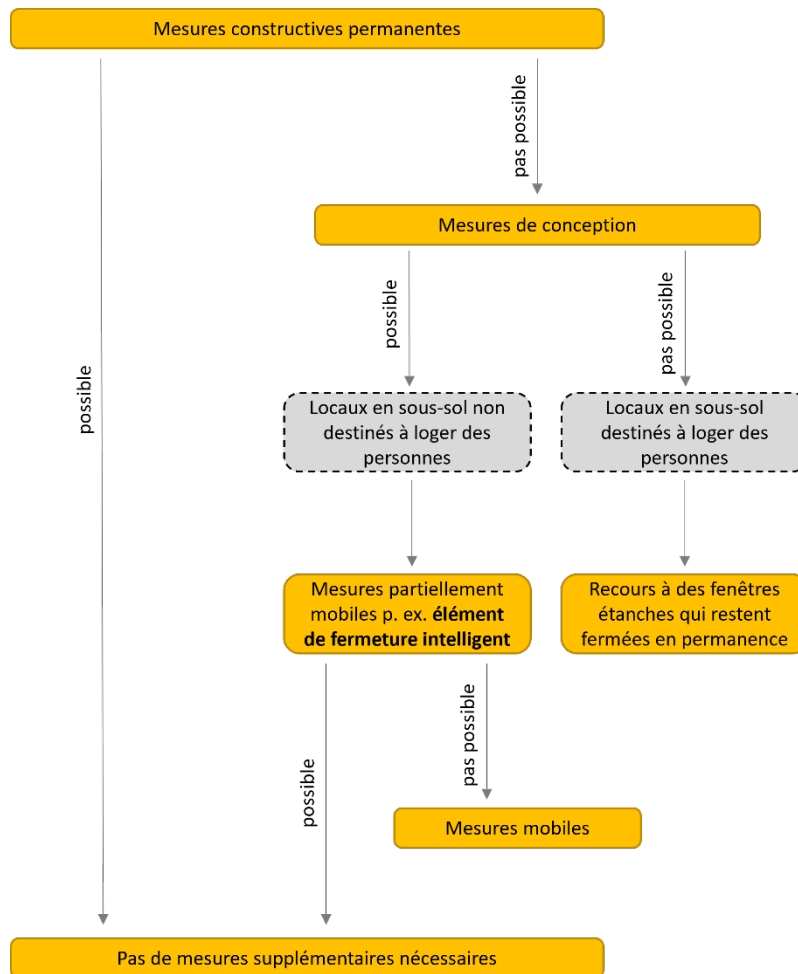 Mesures constructives permanentes
pas possible
Mesures de conception
possible
pas possible
possible
Locaux en sous-sol non
destinés à loger des
personnes
Locaux en sous-sol
destinés à loger des
personnes
Mesures partiellement
mobiles p. ex. élément
de fermeture intelligent
Recours à des fenêtres
étanches qui restent
fermées en permanence
possible
pas possible
Mesures mobiles
Pas de mesures supplémentaires nécessaires